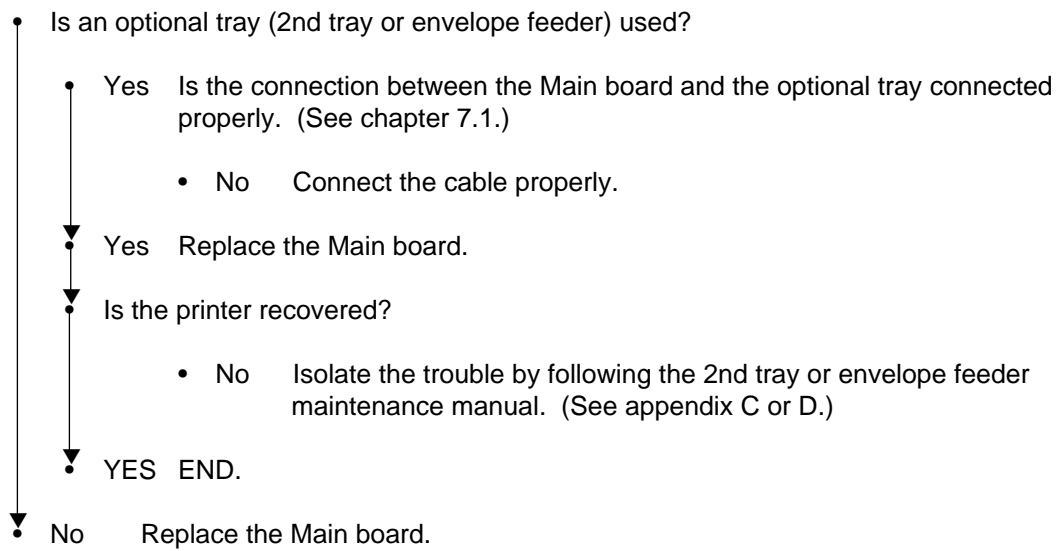 • Is an optional tray (2nd tray or envelope feeder) used?
• Yes Is the connection between the Main board and the optional tray connected
properly. (See chapter 7.1.)
• No Connect the cable properly.
• Yes Replace the Main board.
• Is the printer recovered?
• No Isolate the trouble by following the 2nd tray or envelope feeder
maintenance manual. (See appendix C or D.)
• YES END.
• No Replace the Main board.